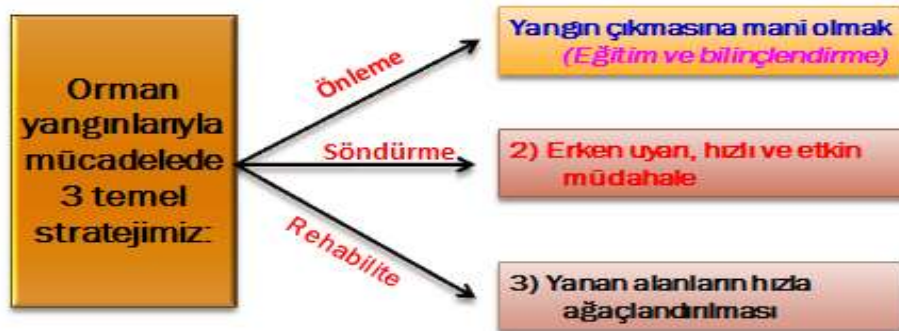 Orman
yangınlarıyla
mücadelede
3 temel
stratejimiz:
Önleme
Yangın çıkmasına mani olmak
(Eğitim ve bilinçlendirme)
Söndürme
2) Erken uyarı, hızlı ve etkin
müdahale
Rehabilite
3) Yanan alanların hızla
ağaçlandırılması